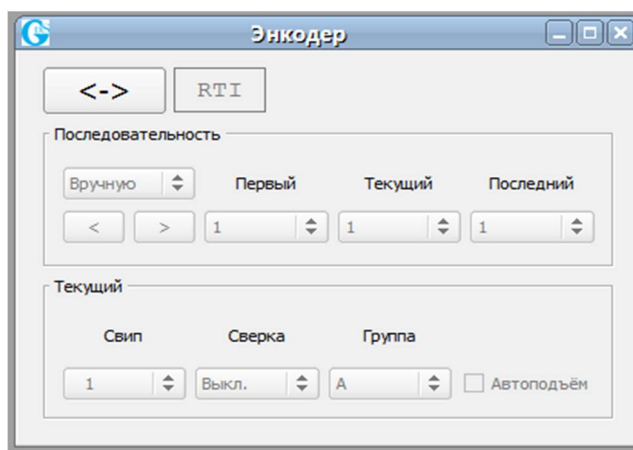 Энкодер
<-> RTI
Последовательность
Вручную Первый Текущий Последний
< > 1 1 1
Текущий
Свип Сверка Группа
1 Выкл. A Автоподъём